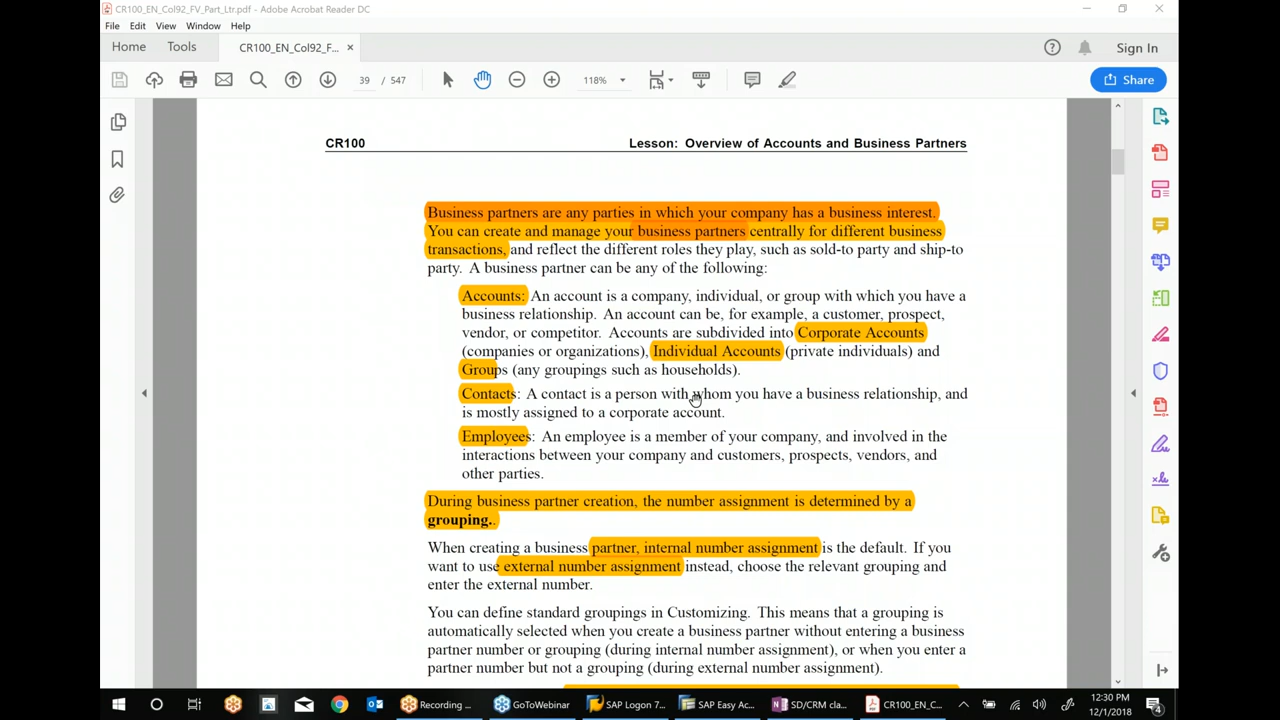 CR100_EN_Col92_FV_Part_Ltr.pdf - Adobe Acrobat Reader DC
File Edit View Window Help
Home Tools CR100_EN_Col92_F... × Sign In
39 / 547 118% Share
CR100 Lesson: Overview of Accounts and Business Partners
Business partners are any parties in which your company has a business interest.
You can create and manage your business partners centrally for different business
transactions, and reflect the different roles they play, such as sold-to party and ship-to
party. A business partner can be any of the following:
Accounts: An account is a company, individual, or group with which you have a
business relationship. An account can be, for example, a customer, prospect,
vendor, or competitor. Accounts are subdivided into Corporate Accounts
(companies or organizations), Individual Accounts (private individuals) and
Groups (any groupings such as households).
Contacts: A contact is a person with whom you have a business relationship, and
is mostly assigned to a corporate account.
Employees: An employee is a member of your company, and involved in the
interactions between your company and customers, prospects, vendors, and
other parties.
During business partner creation, the number assignment is determined by a
grouping..
When creating a business partner, internal number assignment is the default. If you
want to use external number assignment instead, choose the relevant grouping and
enter the external number.
You can define standard groupings in Customizing. This means that a grouping is
automatically selected when you create a business partner without entering a business
partner number or grouping (during internal number assignment), or when you enter a
partner number but not a grouping (during external number assignment).
Recording ... GoToWebinar SAP Logon 7... SAP Easy Ac... SD/CRM cla... CR100_EN_C... 12:30 PM
12/1/2018 4